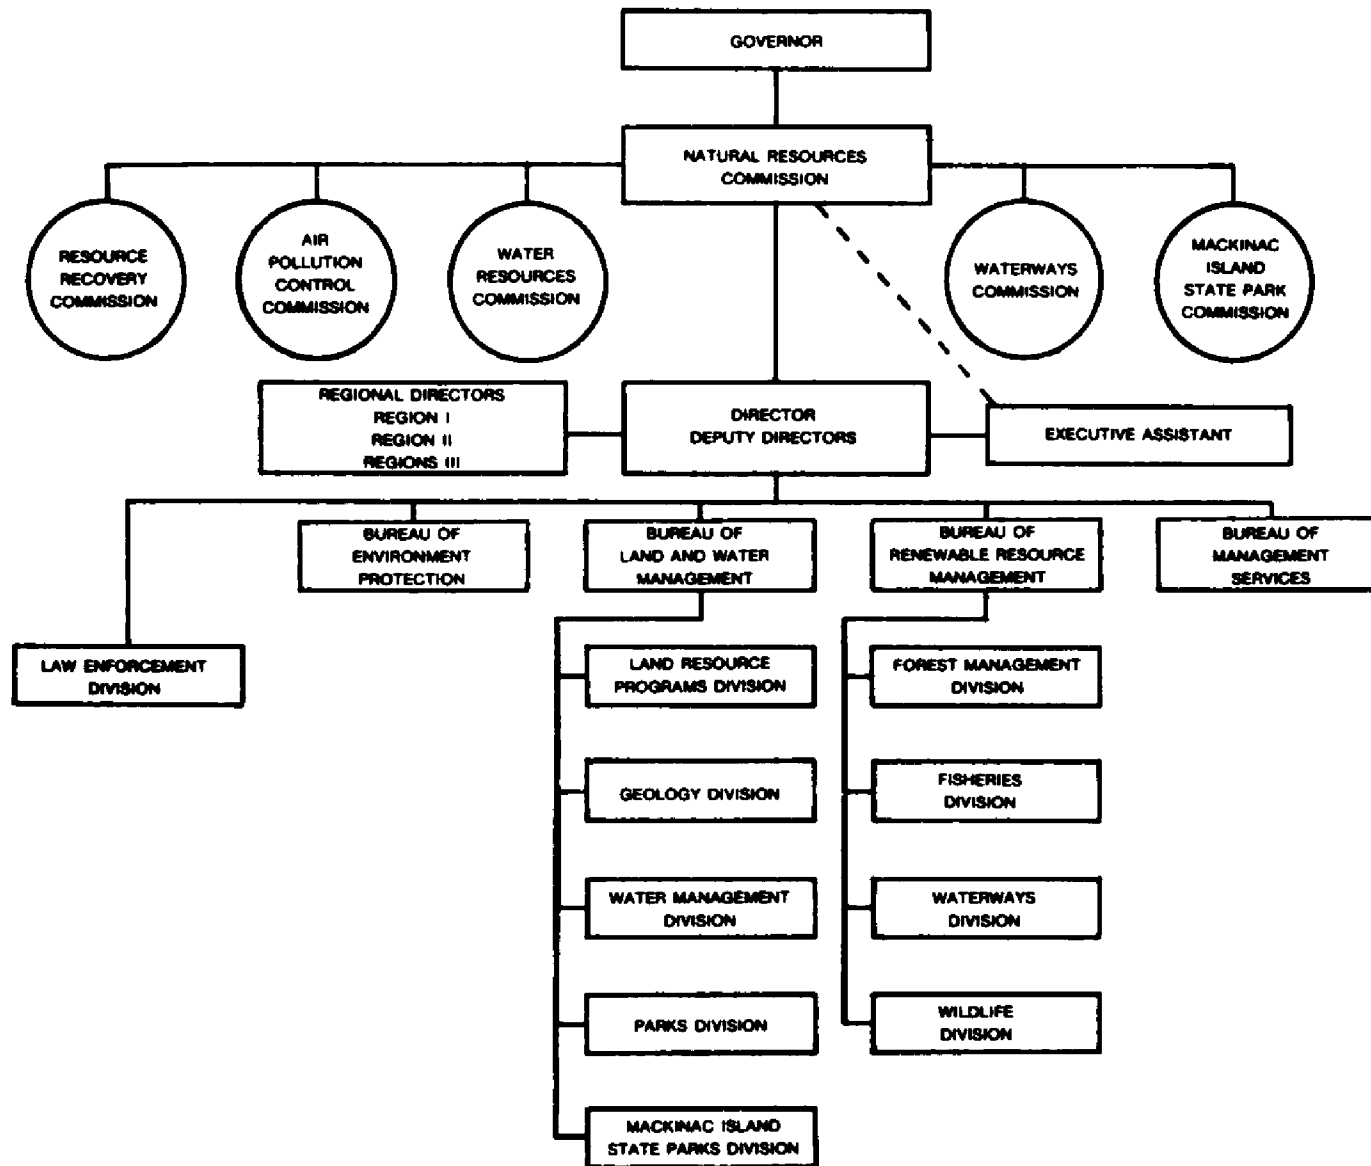 GOVERNOR
NATURAL RESOURCES
COMMISSION
RESOURCE
RECOVERY
COMMISSION
AIR
POLLUTION
CONTROL
COMMISSION
WATER
RESOURCES
COMMISSION
WATERWAYS
COMMISSION
MACKINAC
ISLAND
STATE PARK
COMMISSION
REGIONAL DIRECTORS
REGION I
REGION II
REGIONS III
DIRECTOR
DEPUTY DIRECTORS
EXECUTIVE ASSISTANT
BUREAU OF
ENVIRONMENT
PROTECTION
BUREAU OF
LAND AND WATER
MANAGEMENT
BUREAU OF
RENEWABLE RESOURCE
MANAGEMENT
BUREAU OF
MANAGEMENT
SERVICES
LAW ENFORCEMENT
DIVISION
LAND RESOURCE
PROGRAMS DIVISION
GEOLOGY DIVISION
WATER MANAGEMENT
DIVISION
PARKS DIVISION
MACKINAC ISLAND
STATE PARKS DIVISION
FOREST MANAGEMENT
DIVISION
FISHERIES
DIVISION
WATERWAYS
DIVISION
WILDLIFE
DIVISION